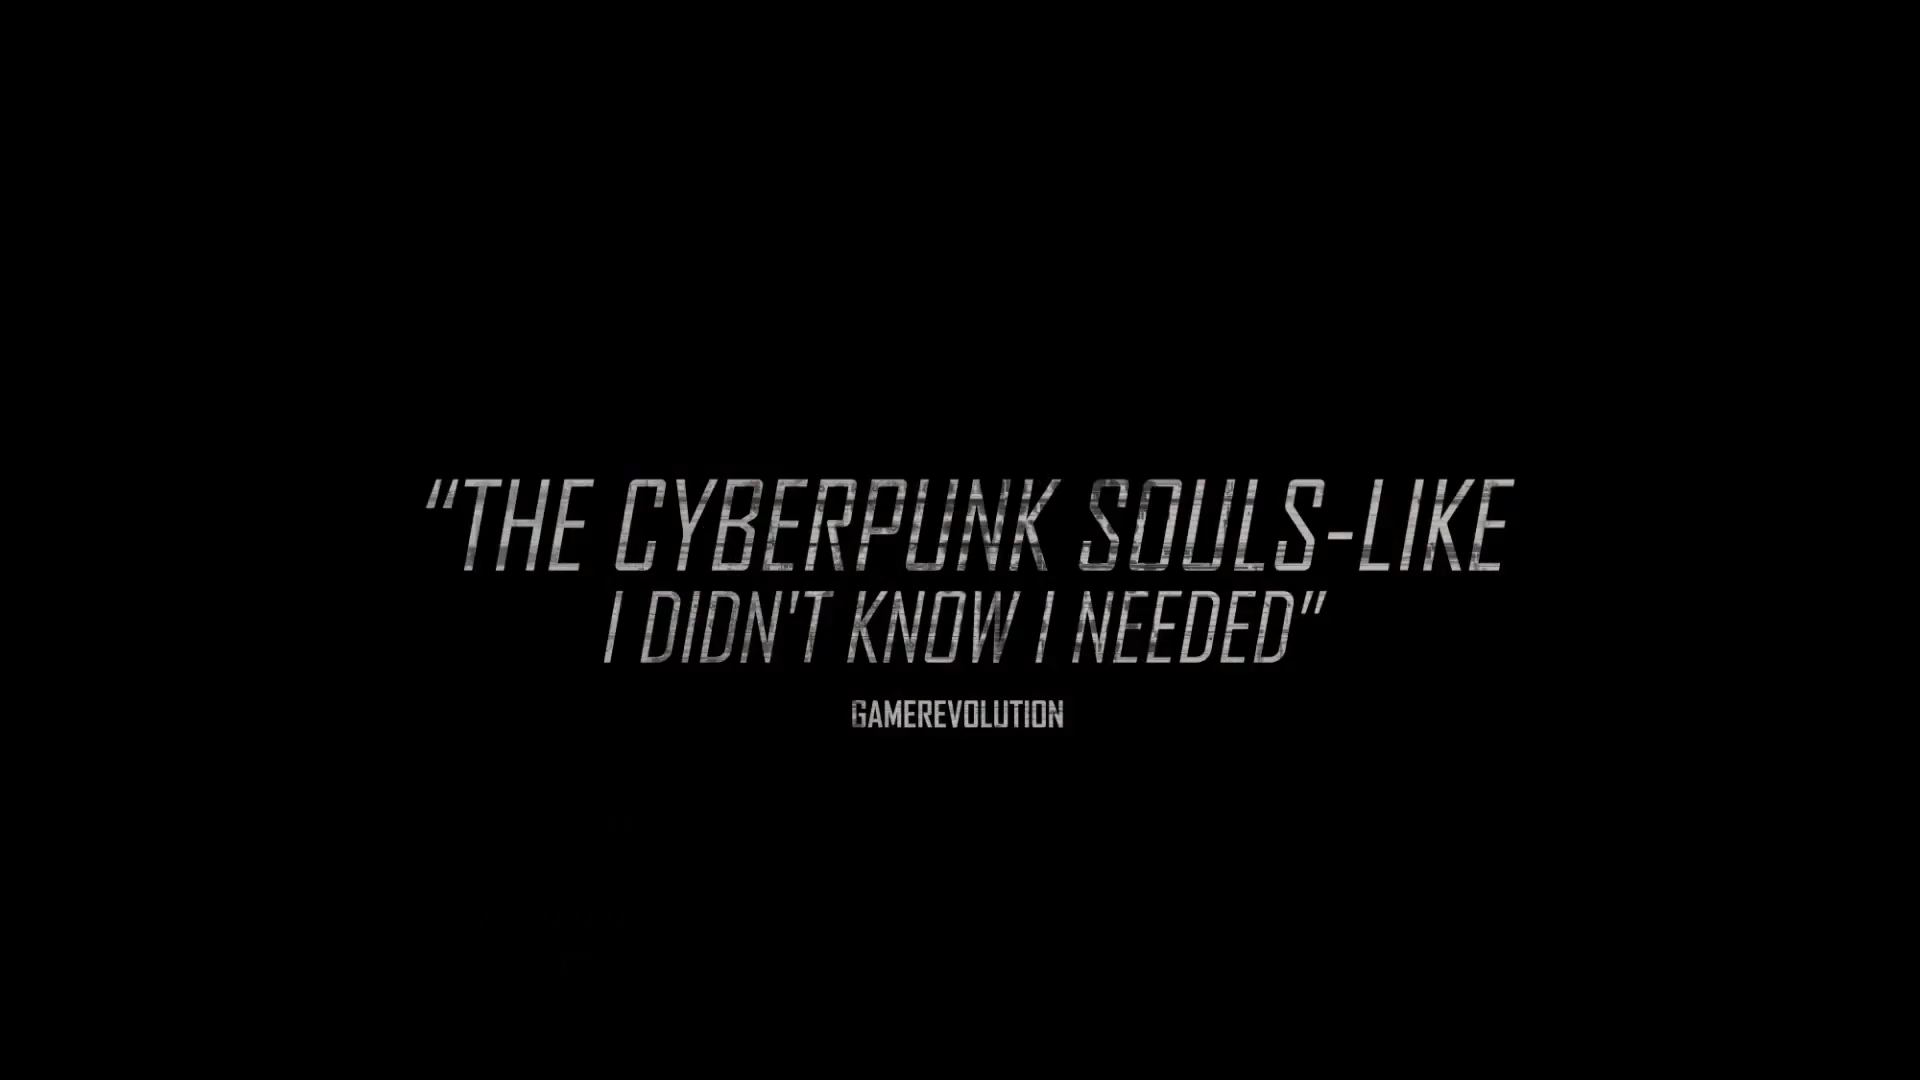 “THE CYBERPUNK SOULS-LIKE
I DIDN'T KNOW I NEEDED”
GAMEREVOLUTION